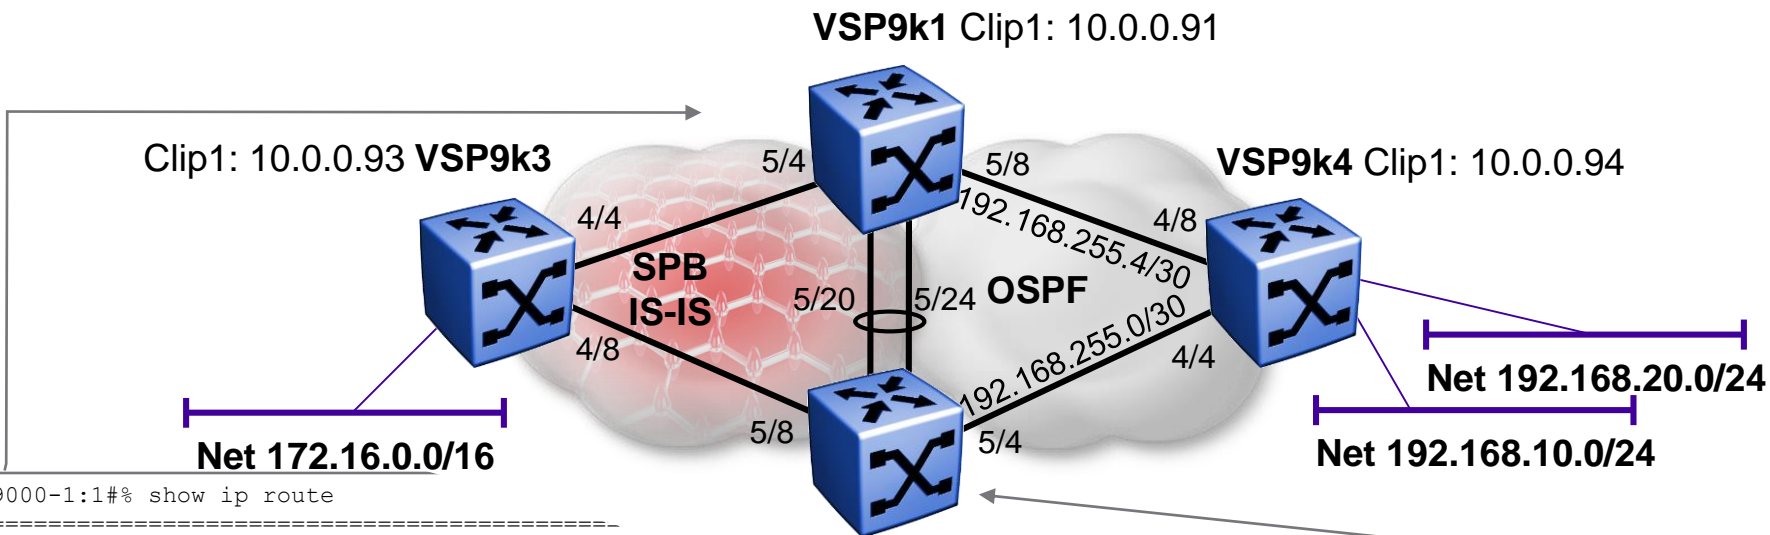 VSP9k1 Clip1: 10.0.0.91
Clip1: 10.0.0.93 VSP9k3
5/4
5/8
VSP9k4 Clip1: 10.0.0.94
4/4
192.168.255.4/30
4/8
SPB
IS-IS
5/20
5/24
OSPF
4/8
192.168.255.0/30
4/4
Net 192.168.20.0/24
5/8
5/4
Net 172.16.0.0/16
Net 192.168.10.0/24
9000-1:1#% show ip route
=========================================